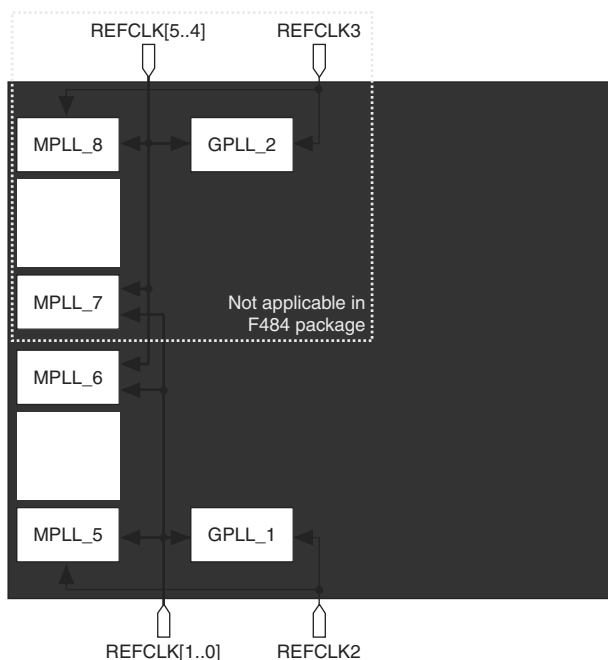 REFCLK[5..4]
REFCLK3
MPLL_8
GPLL_2
MPLL_7
Not applicable in
F484 package
MPLL_6
MPLL_5
GPLL_1
REFCLK[1..0]
REFCLK2